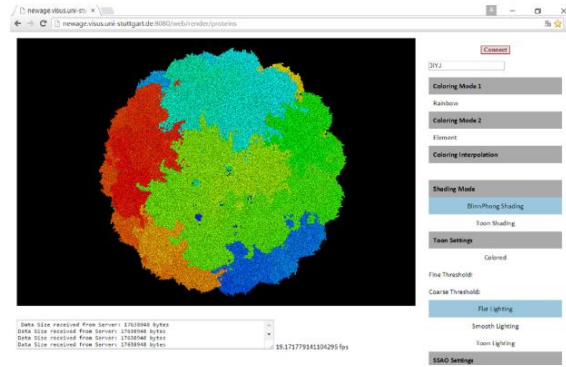 newage.visus.uni-stu
newage.visus.uni-stuttgart.de:8080/web/render/proteins
Connect
Coloring Mode 1
Rainbow
Coloring Mode 2
Element
Coloring Interpolation
Shading Mode
BlinnPhong Shading
Toon Shading
Toon Settings
Colored
Fine Threshold:
Coarse Threshold:
Flat Lighting
Smooth Lighting
Toon Lighting
SSAO Settings
Data Size received from Server: 17638948 bytes
Data Size received from Server: 17638948 bytes
Data Size received from Server: 17638948 bytes
Data Size received from Server: 17638948 bytes
19.171779141104295 fps